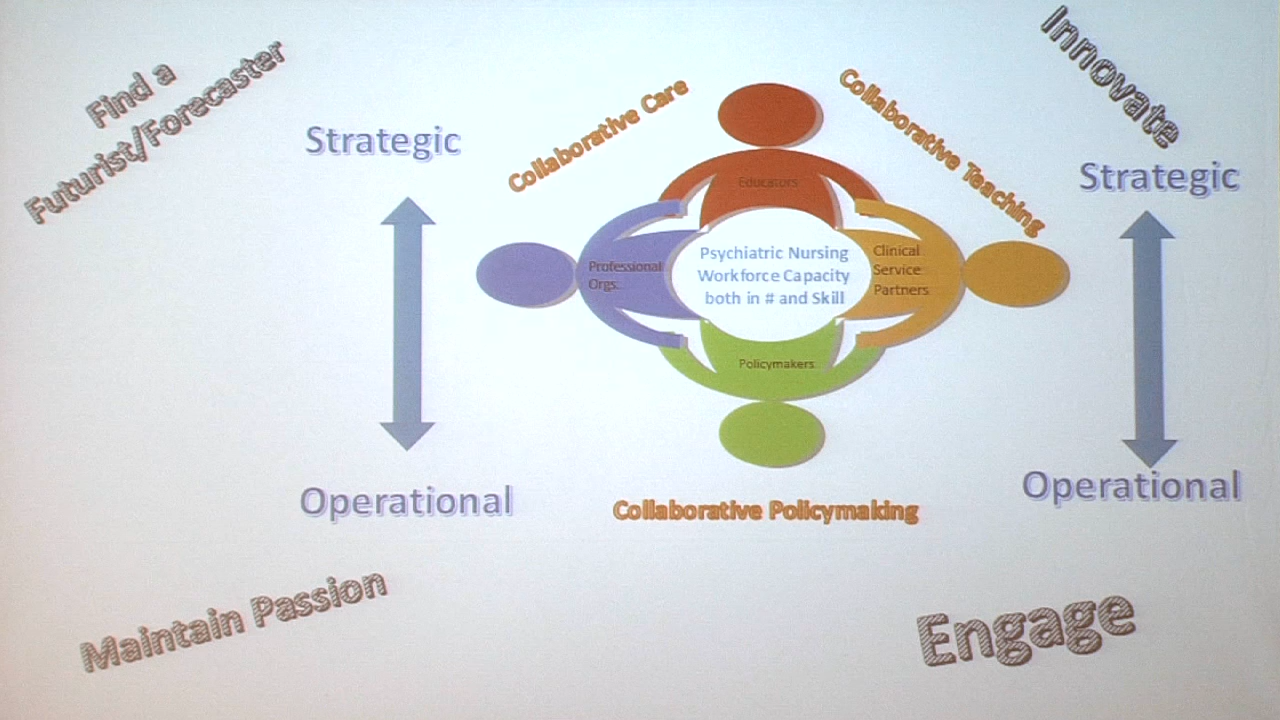 Find a
Futurist/Forecaster
Innovate
Strategic
Collaborative Care
Collaborative Teaching
Strategic
Educators
Professional
Orgs.
Psychiatric Nursing
Workforce Capacity
both in # and Skill
Clinical
Service
Partners
Policymakers
Operational
Operational
Collaborative Policymaking
Maintain Passion
Engage